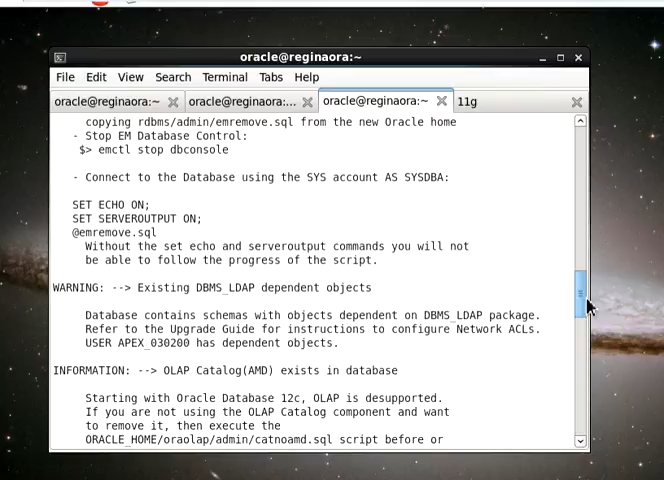 oracle@reginaora:~
File Edit View Search Terminal Tabs Help
oracle@reginaora:~ oracle@reginaora:... oracle@reginaora:~ 11g
copying rdbms/admin/emremove.sql from the new Oracle home
- Stop EM Database Control:
$> emctl stop dbconsole
- Connect to the Database using the SYS account AS SYSDBA:
SET ECHO ON;
SET SERVEROUTPUT ON;
@emremove.sql
Without the set echo and serveroutput commands you will not
be able to follow the progress of the script.
WARNING: --> Existing DBMS_LDAP dependent objects
Database contains schemas with objects dependent on DBMS_LDAP package.
Refer to the Upgrade Guide for instructions to configure Network ACLs.
USER APEX_030200 has dependent objects.
INFORMATION: --> OLAP Catalog(AMD) exists in database
Starting with Oracle Database 12c, OLAP is desupported.
If you are not using the OLAP Catalog component and want
to remove it, then execute the
ORACLE_HOME/oraolap/admin/catnoamd.sql script before or